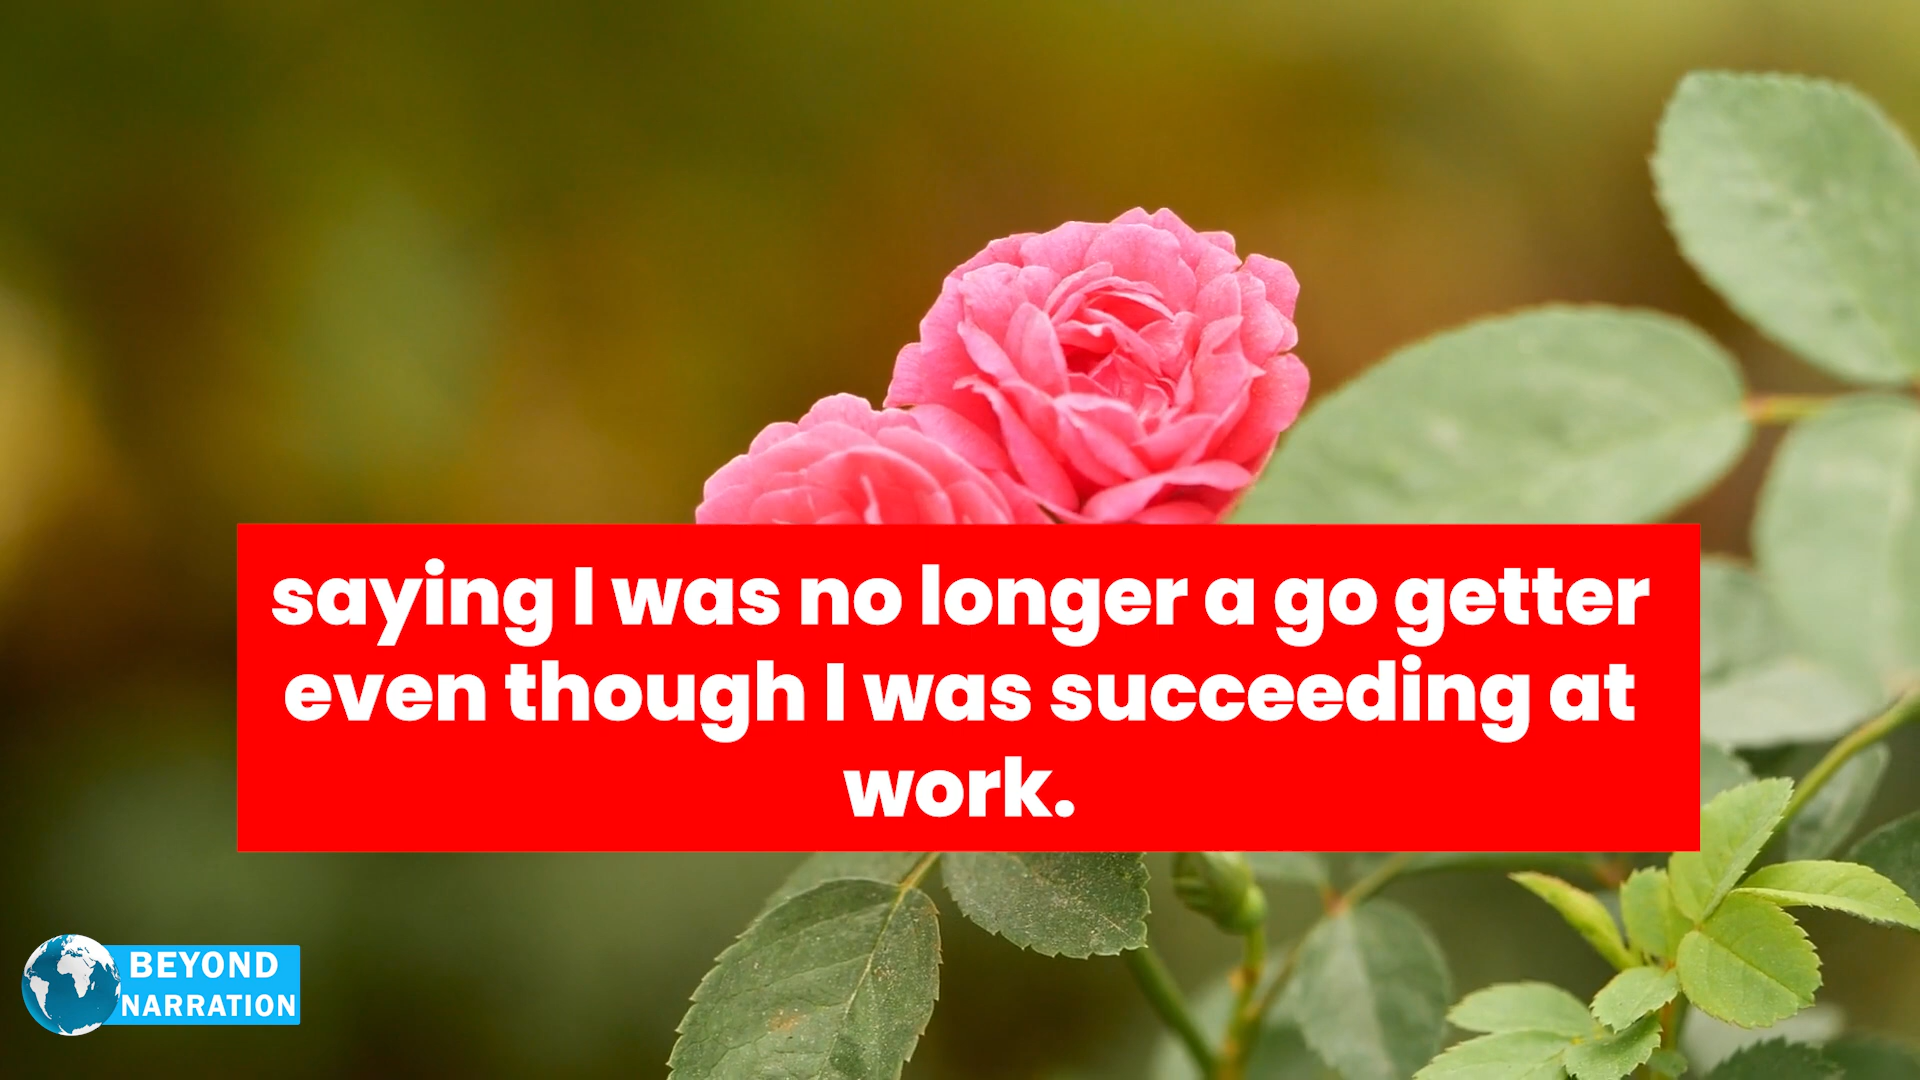 saying I was no longer a go getter
even though I was succeeding at
work.
BEYOND
NARRATION